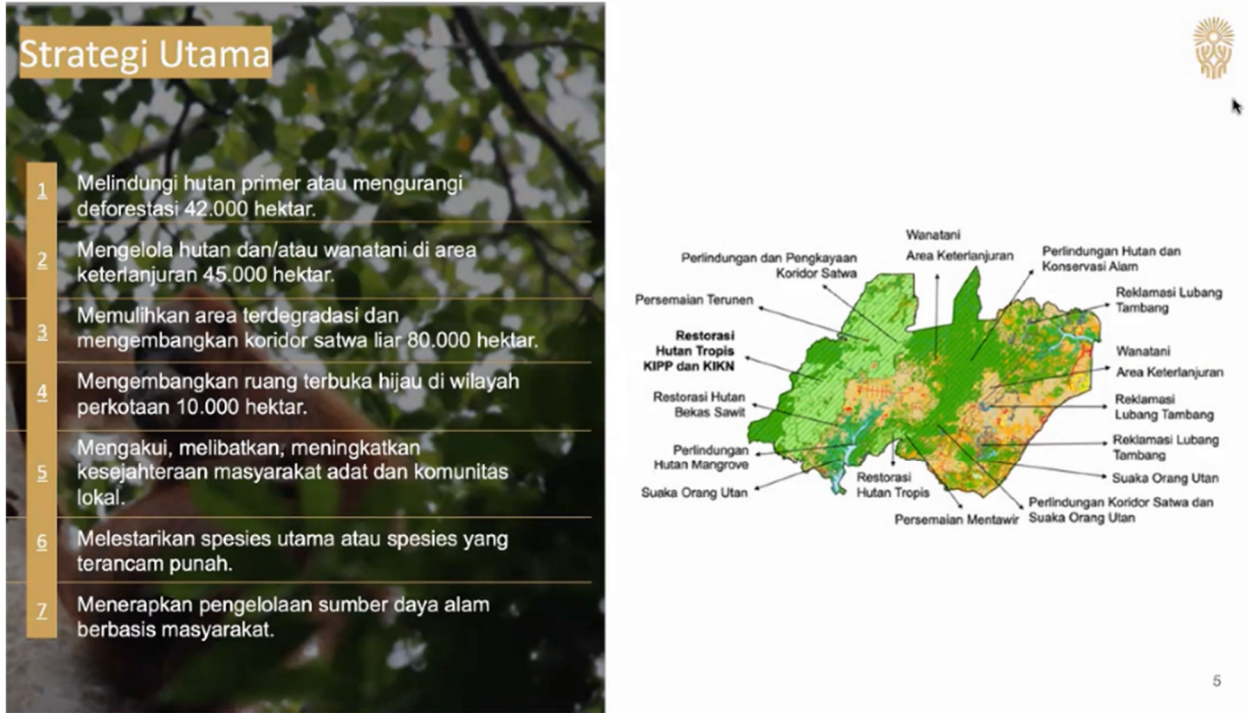 Strategi Utama
1
Melindungi hutan primer atau mengurangi
deforestasi 42.000 hektar.
2
Mengelola hutan dan/atau wanatani di area
keterlanjuran 45.000 hektar.
3
Memulihkan area terdegradasi dan
mengembangkan koridor satwa liar 80.000 hektar.
4
Mengembangkan ruang terbuka hijau di wilayah
perkotaan 10.000 hektar.
5
Mengakui, melibatkan, meningkatkan
kesejahteraan masyarakat adat dan komunitas
lokal.
6
Melestarikan spesies utama atau spesies yang
terancam punah.
7
Menerapkan pengelolaan sumber daya alam
berbasis masyarakat.
Wanatani
Area Keterlanjuran
Perlindungan dan Pengkayaan
Koridor Satwa
Perlindungan Hutan dan
Konservasi Alam
Persemaian Terunen
Reklamasi Lubang
Tambang
Restorasi
Hutan Tropis
KIPP dan KIKN
Wanatani
Area Keterlanjuran
Restorasi Hutan
Bekas Sawit
Reklamasi
Lubang Tambang
Perlindungan
Hutan Mangrove
Reklamasi Lubang
Tambang
Suaka Orang Utan
Restorasi
Hutan Tropis
Suaka Orang Utan
Persemaian Mentawir
Perlindungan Koridor Satwa dan
Suaka Orang Utan
5